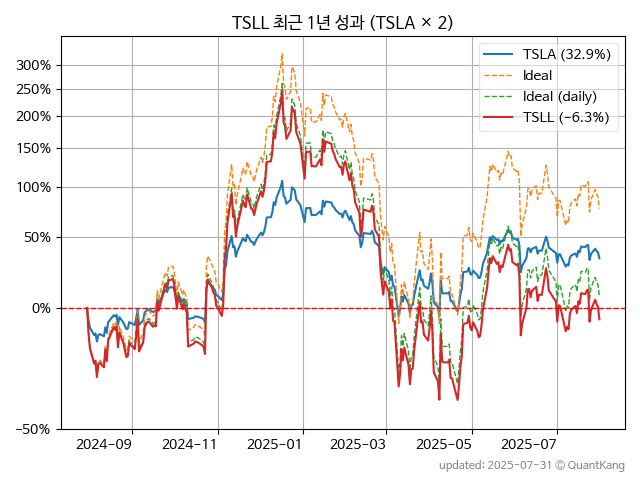 TSLL 최근 1년 성과 (TSLA × 2)
300%
250%
200%
150%
100%
50%
0%
−50%
TSLA (32.9%)
Ideal
Ideal (daily)
TSLL (−6.3%)
2024-09
2024-11
2025-01
2025-03
2025-05
2025-07
updated: 2025-07-31 © QuantKang